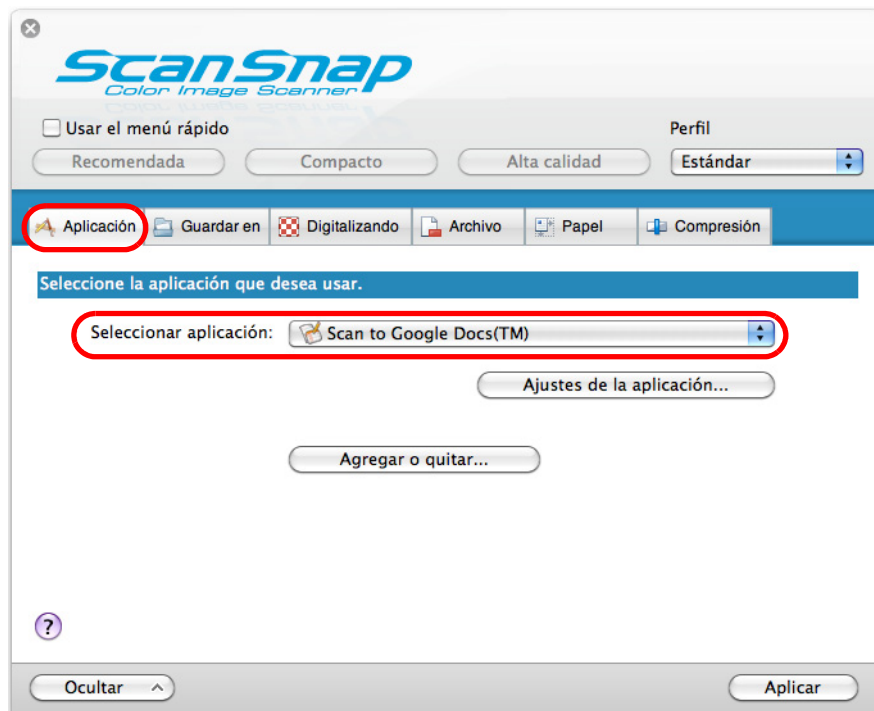 ScanSnap
Color Image Scanner
Usar el menú rápido
Perfil
Recomendada Compacto Alta calidad Estándar
Aplicación Guardar en Digitalizando Archivo Papel Compresión
Seleccione la aplicación que desea usar.
Seleccionar aplicación: Scan to Google Docs(TM)
Ajustes de la aplicación...
Agregar o quitar...
?
Ocultar Aplicar